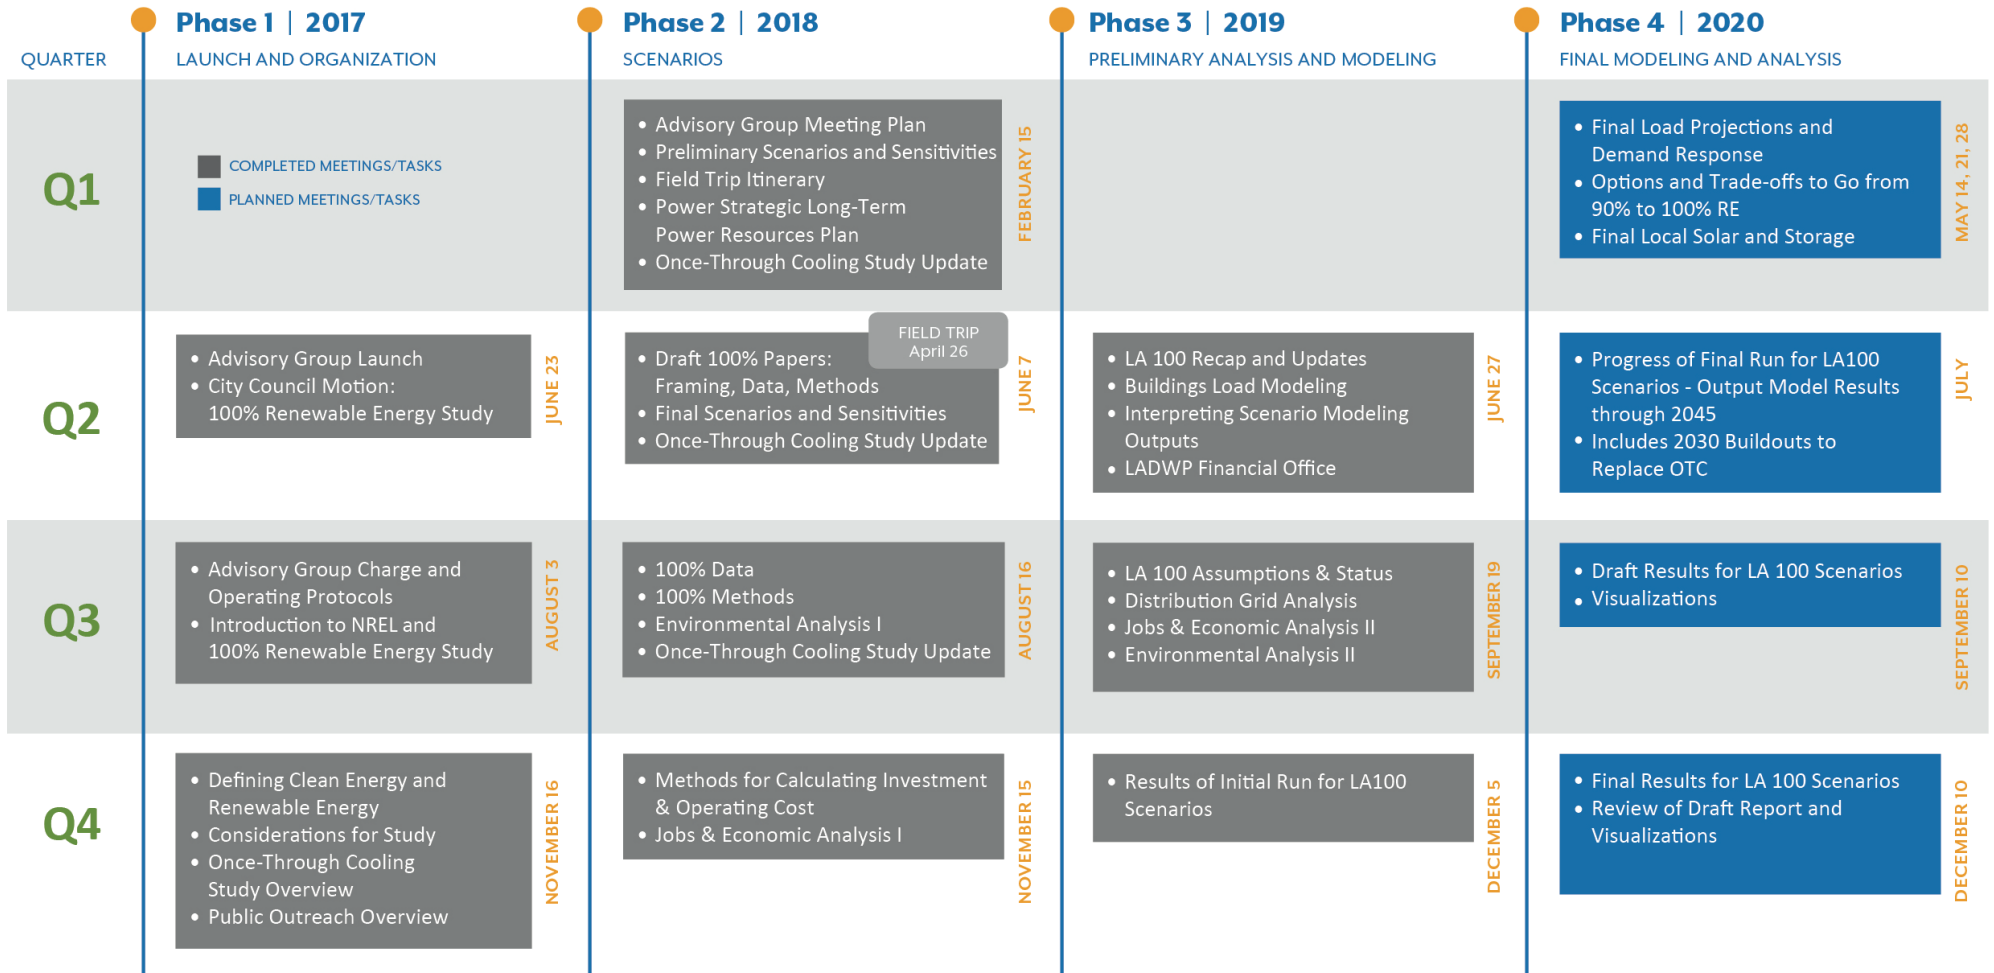 QUARTER
Phase 1 | 2017
LAUNCH AND ORGANIZATION
Phase 2 | 2018
SCENARIOS
Phase 3 | 2019
PRELIMINARY ANALYSIS AND MODELING
Phase 4 | 2020
FINAL MODELING AND ANALYSIS
Q1
COMPLETED MEETINGS/TASKS
PLANNED MEETINGS/TASKS
• Advisory Group Meeting Plan
• Preliminary Scenarios and Sensitivities
• Field Trip Itinerary
• Power Strategic Long-Term
Power Resources Plan
• Once-Through Cooling Study Update
FEBRUARY 15
• Final Load Projections and
Demand Response
• Options and Trade-offs to Go from
90% to 100% RE
• Final Local Solar and Storage
MAY 14, 21, 28
Q2
• Advisory Group Launch
• City Council Motion:
100% Renewable Energy Study
JUNE 23
FIELD TRIP
April 26
• Draft 100% Papers:
Framing, Data, Methods
• Final Scenarios and Sensitivities
• Once-Through Cooling Study Update
JUNE 7
• LA 100 Recap and Updates
• Buildings Load Modeling
• Interpreting Scenario Modeling
Outputs
• LADWP Financial Office
JUNE 27
• Progress of Final Run for LA100
Scenarios - Output Model Results
through 2045
• Includes 2030 Buildouts to
Replace OTC
JULY
Q3
• Advisory Group Charge and
Operating Protocols
• Introduction to NREL and
100% Renewable Energy Study
AUGUST 3
• 100% Data
• 100% Methods
• Environmental Analysis I
• Once-Through Cooling Study Update
AUGUST 16
• LA 100 Assumptions & Status
• Distribution Grid Analysis
• Jobs & Economic Analysis II
• Environmental Analysis II
SEPTEMBER 19
• Draft Results for LA 100 Scenarios
• Visualizations
SEPTEMBER 10
Q4
• Defining Clean Energy and
Renewable Energy
• Considerations for Study
• Once-Through Cooling
Study Overview
• Public Outreach Overview
NOVEMBER 16
• Methods for Calculating Investment
& Operating Cost
• Jobs & Economic Analysis I
NOVEMBER 15
• Results of Initial Run for LA100
Scenarios
DECEMBER 5
• Final Results for LA 100 Scenarios
• Review of Draft Report and
Visualizations
DECEMBER 10